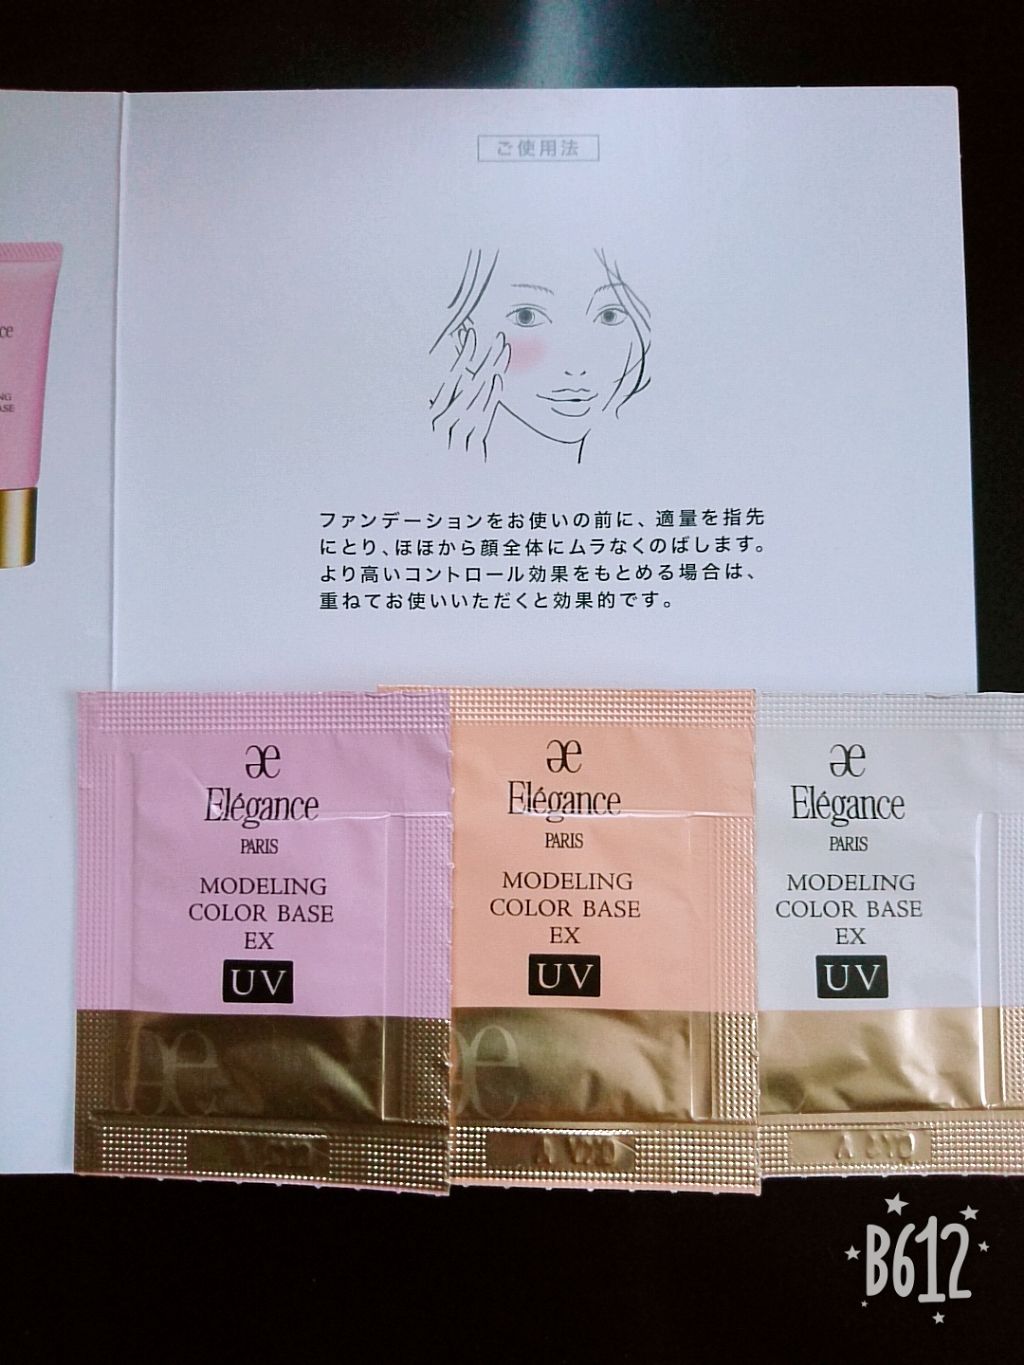 ご使用法
ce
NG
ASE
ファンデーションをお使いの前に、適量を指先
にとり、ほほから顔全体にムラなくのばします。
より高いコントロール効果をもとめる場合は、
重ねてお使いいただくと効果的です。
æ
Elégance
PARIS
MODELING
COLOR BASE
EX
UV
æ
æ
Elégance
PARIS
MODELING
COLOR BASE
EX
UV
æ
æ
Elégance
PARIS
MODELING
COLOR BASE
EX
UV
B612